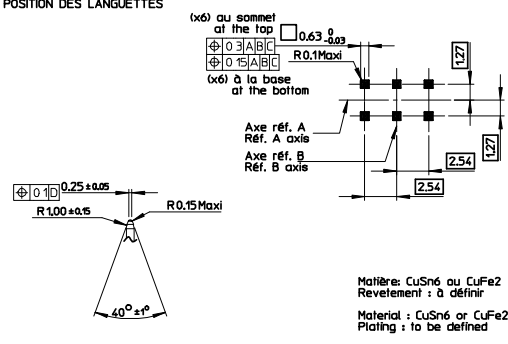 POSITION DES LANGUETTES
(x6) au sommet
at the top
0.63 0 -0.03
0 3 A B C
0 15 A B C
R0,1Maxi
(x6) à la base
at the bottom
1.27
Axe réf. A
Réf. A axis
Axe réf. B
Réf. B axis
1.27
2.54
2.54
0 1 D
0.25 ±0.05
R1,00 ±0.15
R0.15Maxi
40° ±1°
Matière: CuSn6 ou CuFe2
Revetement : à définir
Material : CuSn6 or CuFe2
Plating : to be defined